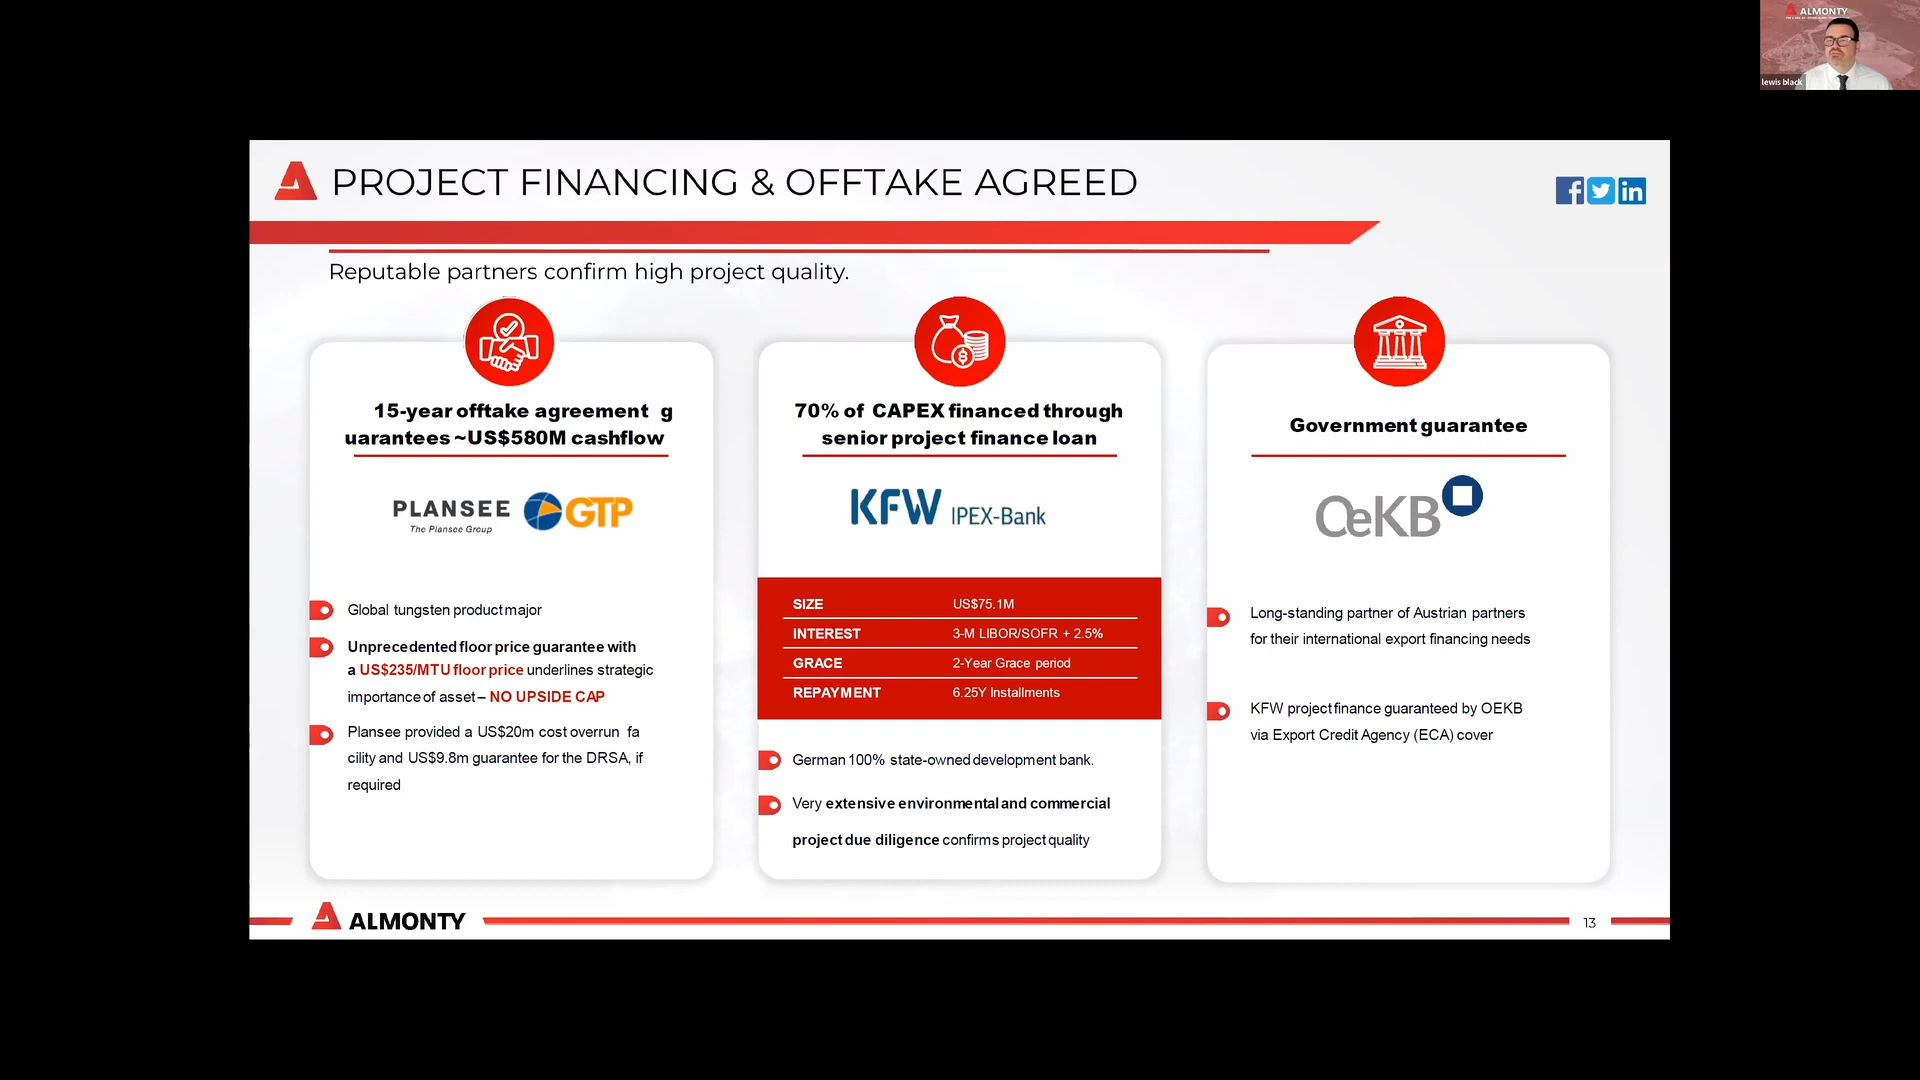 ALMONTY
lewis black
PROJECT FINANCING & OFFTAKE AGREED
Reputable partners confirm high project quality.
15-year offtake agreement g
uarantees ~US$580M cashflow
PLANSEE
The Plansee Group
GTP
Global tungsten product major
Unprecedented floor price guarantee with
a US$235/MTU floor price underlines strategic
importance of asset – NO UPSIDE CAP
Plansee provided a US$20m cost overrun fa
cility and US$9.8m guarantee for the DRSA, if
required
70% of CAPEX financed through
senior project finance loan
KFW IPEX-Bank
SIZE US$75.1M
INTEREST 3-M LIBOR/SOFR + 2.5%
GRACE 2-Year Grace period
REPAYMENT 6.25Y Installments
German 100% state-owned development bank.
Very extensive environmental and commercial
project due diligence confirms project quality
Government guarantee
OeKB
Long-standing partner of Austrian partners
for their international export financing needs
KFW project finance guaranteed by OEKB
via Export Credit Agency (ECA) cover
ALMONTY
13